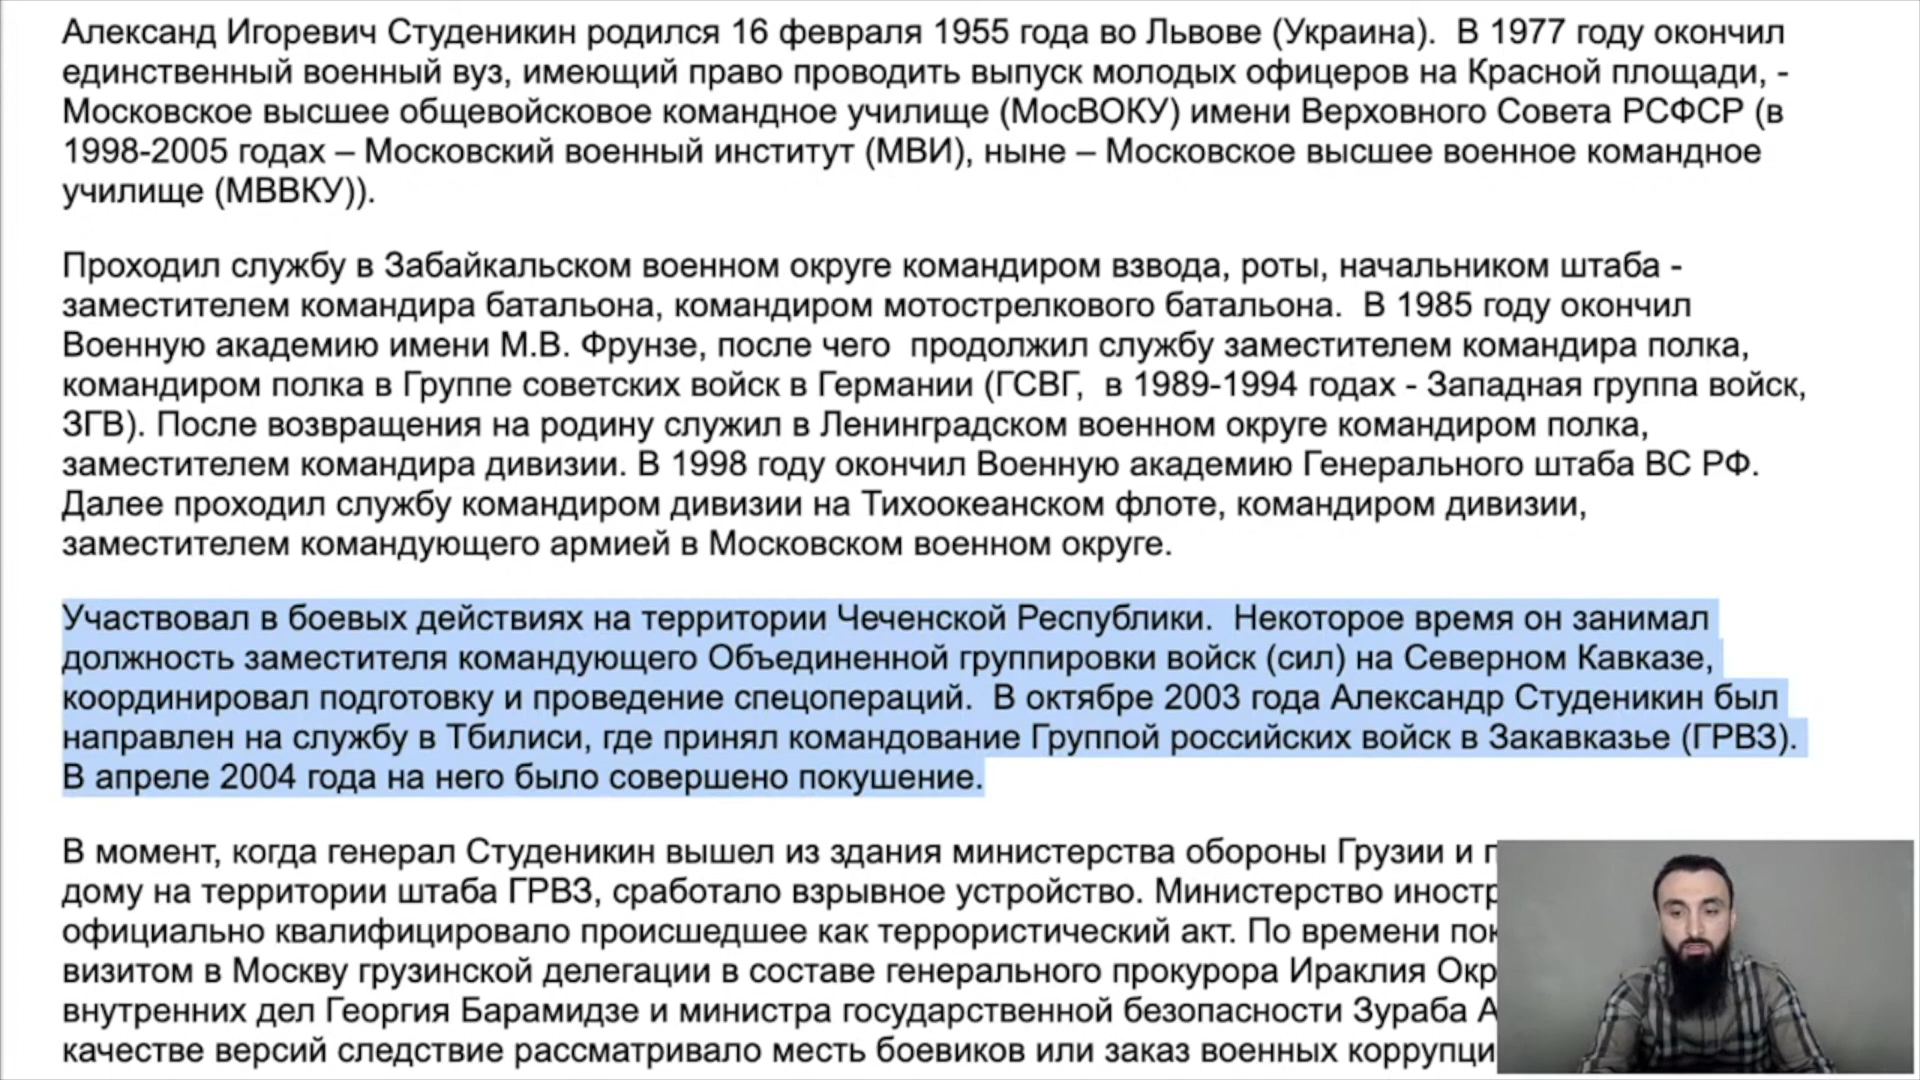 Александ Игоревич Студеникин родился 16 февраля 1955 года во Львове (Украина).  В 1977 году окончил
единственный военный вуз, имеющий право проводить выпуск молодых офицеров на Красной площади, -
Московское высшее общевойсковое командное училище (МосВОКУ) имени Верховного Совета РСФСР (в
1998-2005 годах – Московский военный институт (МВИ), ныне – Московское высшее военное командное
училище (МВВКУ)).
Проходил службу в Забайкальском военном округе командиром взвода, роты, начальником штаба -
заместителем командира батальона, командиром мотострелкового батальона.  В 1985 году окончил
Военную академию имени М.В. Фрунзе, после чего  продолжил службу заместителем командира полка,
командиром полка в Группе советских войск в Германии (ГСВГ,  в 1989-1994 годах - Западная группа войск,
ЗГВ). После возвращения на родину служил в Ленинградском военном округе командиром полка,
заместителем командира дивизии. В 1998 году окончил Военную академию Генерального штаба ВС РФ.
Далее проходил службу командиром дивизии на Тихоокеанском флоте, командиром дивизии,
заместителем командующего армией в Московском военном округе.
Участвовал в боевых действиях на территории Чеченской Республики.  Некоторое время он занимал
должность заместителя командующего Объединенной группировки войск (сил) на Северном Кавказе,
координировал подготовку и проведение спецопераций.  В октябре 2003 года Александр Студеникин был
направлен на службу в Тбилиси, где принял командование Группой российских войск в Закавказье (ГРВЗ).
В апреле 2004 года на него было совершено покушение.
В момент, когда генерал Студеникин вышел из здания министерства обороны Грузии и
дому на территории штаба ГРВЗ, сработало взрывное устройство. Министерство иностр
официально квалифицировало происшедшее как террористический акт. По времени пок
визитом в Москву грузинской делегации в составе генерального прокурора Ираклия Окр
внутренних дел Георгия Барамидзе и министра государственной безопасности Зураба А
качестве версий следствие рассматривало месть боевиков или заказ военных коррупци